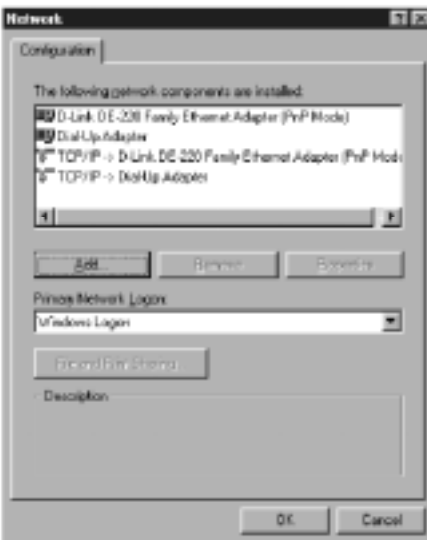 Network
Configuration
The following network components are installed:
D-Link DE-220 Family Ethernet Adapter (PnP Mode)
Dial-Up Adapter
TCP/IP -> D-Link DE-220 Family Ethernet Adapter (PnP Mode
TCP/IP -> Dial-Up Adapter
Add...
Remove
Properties
Primary Network Logon:
Windows Logon
File and Print Sharing...
Description
OK
Cancel